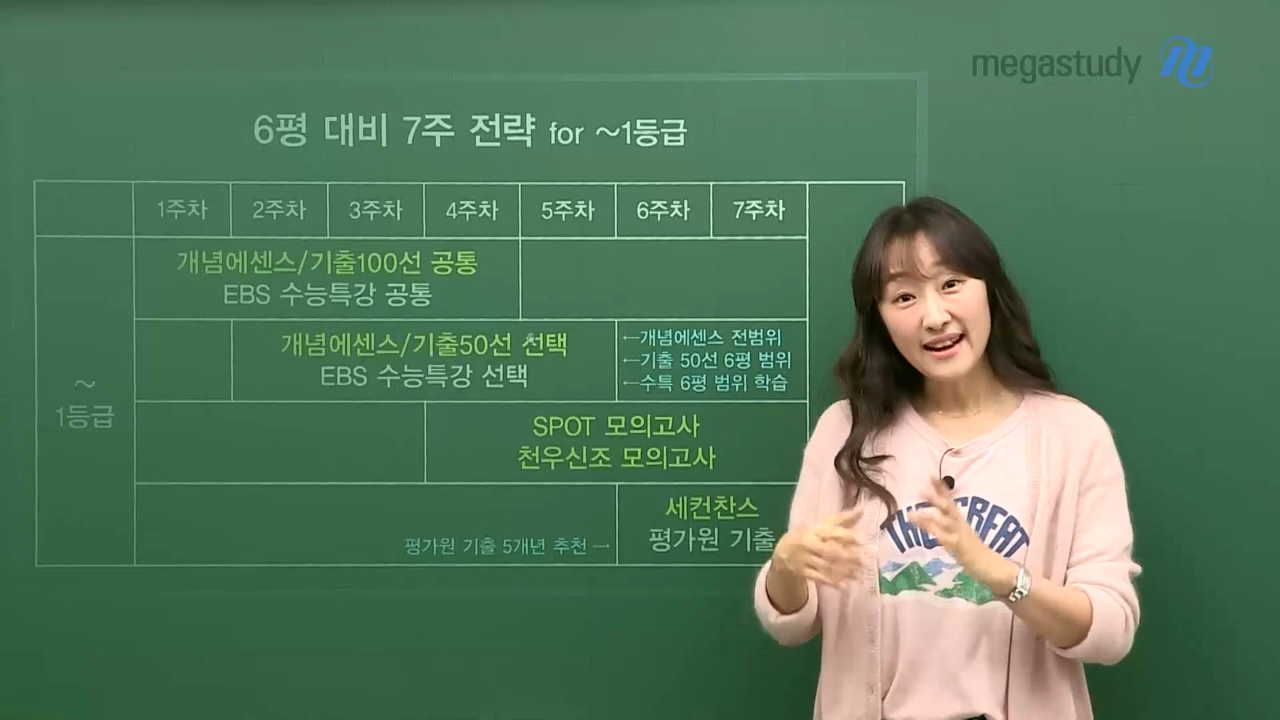 megastudy
6평 대비 7주 전략 for ~1등급
1주차 2주차 3주차 4주차 5주차 6주차 7주차
개념에센스/기출100선 공통
EBS 수능특강 공통
개념에센스/기출50선 선택
EBS 수능특강 선택
←개념에센스 전범위
←기출 50선 6평 범위
←수특 6평 범위 학습
~
1등급
SPOT 모의고사
천우신조 모의고사
세컨찬스
평가원 기출
평가원 기출 5개년 추천→
THE GREAT